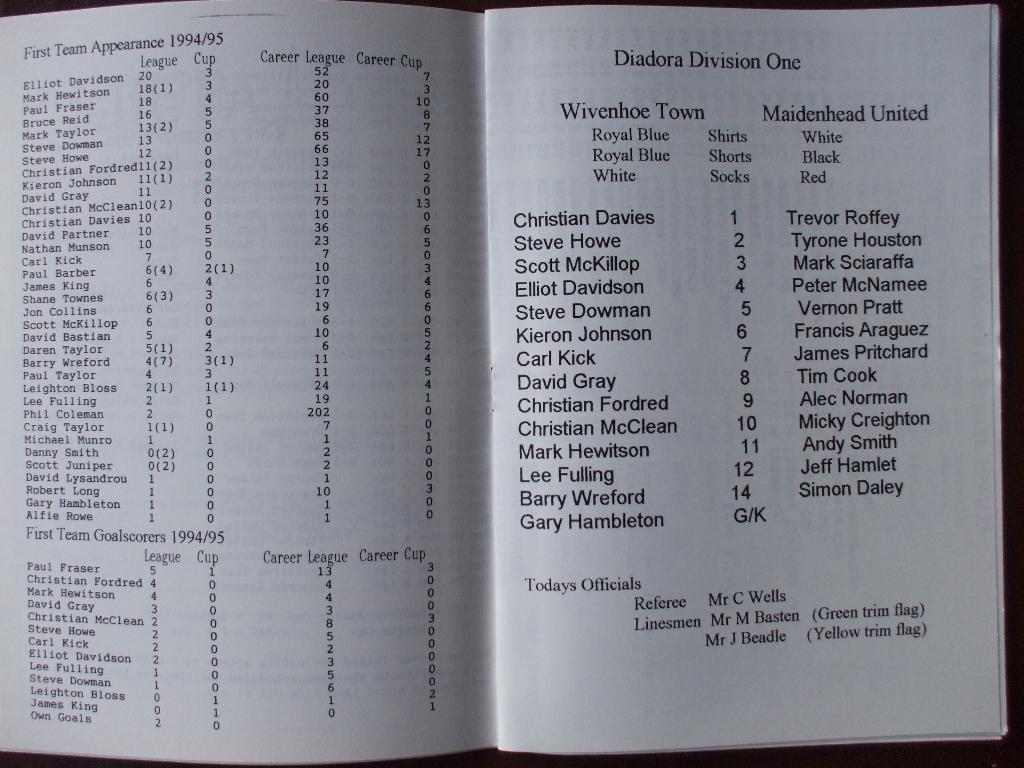 First Team Appearance 1994/95
League Cup Career League Career Cup
Elliot Davidson 20 3 52 7
Mark Hewitson 18(1) 3 20 3
Paul Fraser 18 4 60 10
Bruce Reid 16 5 37 8
Mark Taylor 13(2) 5 38 7
Steve Dowman 13 0 65 12
Steve Howe 12 0 66 17
Christian Fordred 11(2) 0 13 0
Kieron Johnson 11(1) 2 12 2
David Gray 11 0 11 0
Christian McClean 10(2) 0 75 13
Christian Davies 10 0 10 0
David Partner 10 5 36 6
Nathan Munson 10 5 23 5
Carl Kick 7 0 7 0
Paul Barber 6(4) 2(1) 10 3
James King 6 4 10 4
Shane Townes 6(3) 3 17 6
Jon Collins 6 0 19 6
Scott McKillop 6 0 6 0
David Bastian 5 4 10 5
Daren Taylor 5(1) 2 6 2
Barry Wreford 4(7) 3(1) 11 4
Paul Taylor 4 3 11 5
Leighton Bloss 2(1) 1(1) 24 4
Lee Fulling 2 1 19 1
Phil Coleman 2 0 202 0
Craig Taylor 1(1) 0 7 0
Michael Munro 1 1 1 1
Danny Smith 0(2) 0 2 0
Scott Juniper 0(2) 0 2 0
David Lysandrou 1 0 1 0
Robert Long 1 0 10 3
Gary Hambleton 1 0 1 0
Alfie Rowe 1 0 1 0
First Team Goalscorers 1994/95
League Cup Career League Career Cup
Paul Fraser 5 1 13 3
Christian Fordred 4 0 4 0
Mark Hewitson 4 0 4 0
David Gray 3 0 3 0
Christian McClean 2 0 8 3
Steve Howe 2 0 5 0
Carl Kick 2 0 2 0
Elliot Davidson 2 0 3 0
Lee Fulling 1 0 5 0
Steve Dowman 1 0 6 0
Leighton Bloss 0 1 1 2
James King 0 1 0 1
Own Goals 2 0
Diadora Division One
Wivenhoe Town Maidenhead United
Royal Blue Shirts White
Royal Blue Shorts Black
White Socks Red
Christian Davies 1 Trevor Roffey
Steve Howe 2 Tyrone Houston
Scott McKillop 3 Mark Sciaraffa
Elliot Davidson 4 Peter McNamee
Steve Dowman 5 Vernon Pratt
Kieron Johnson 6 Francis Araguez
Carl Kick 7 James Pritchard
David Gray 8 Tim Cook
Christian Fordred 9 Alec Norman
Christian McClean 10 Micky Creighton
Mark Hewitson 11 Andy Smith
Lee Fulling 12 Jeff Hamlet
Barry Wreford 14 Simon Daley
Gary Hambleton G/K
Todays Officials
Referee Mr C Wells
Linesmen Mr M Basten (Green trim flag)
Mr J Beadle (Yellow trim flag)